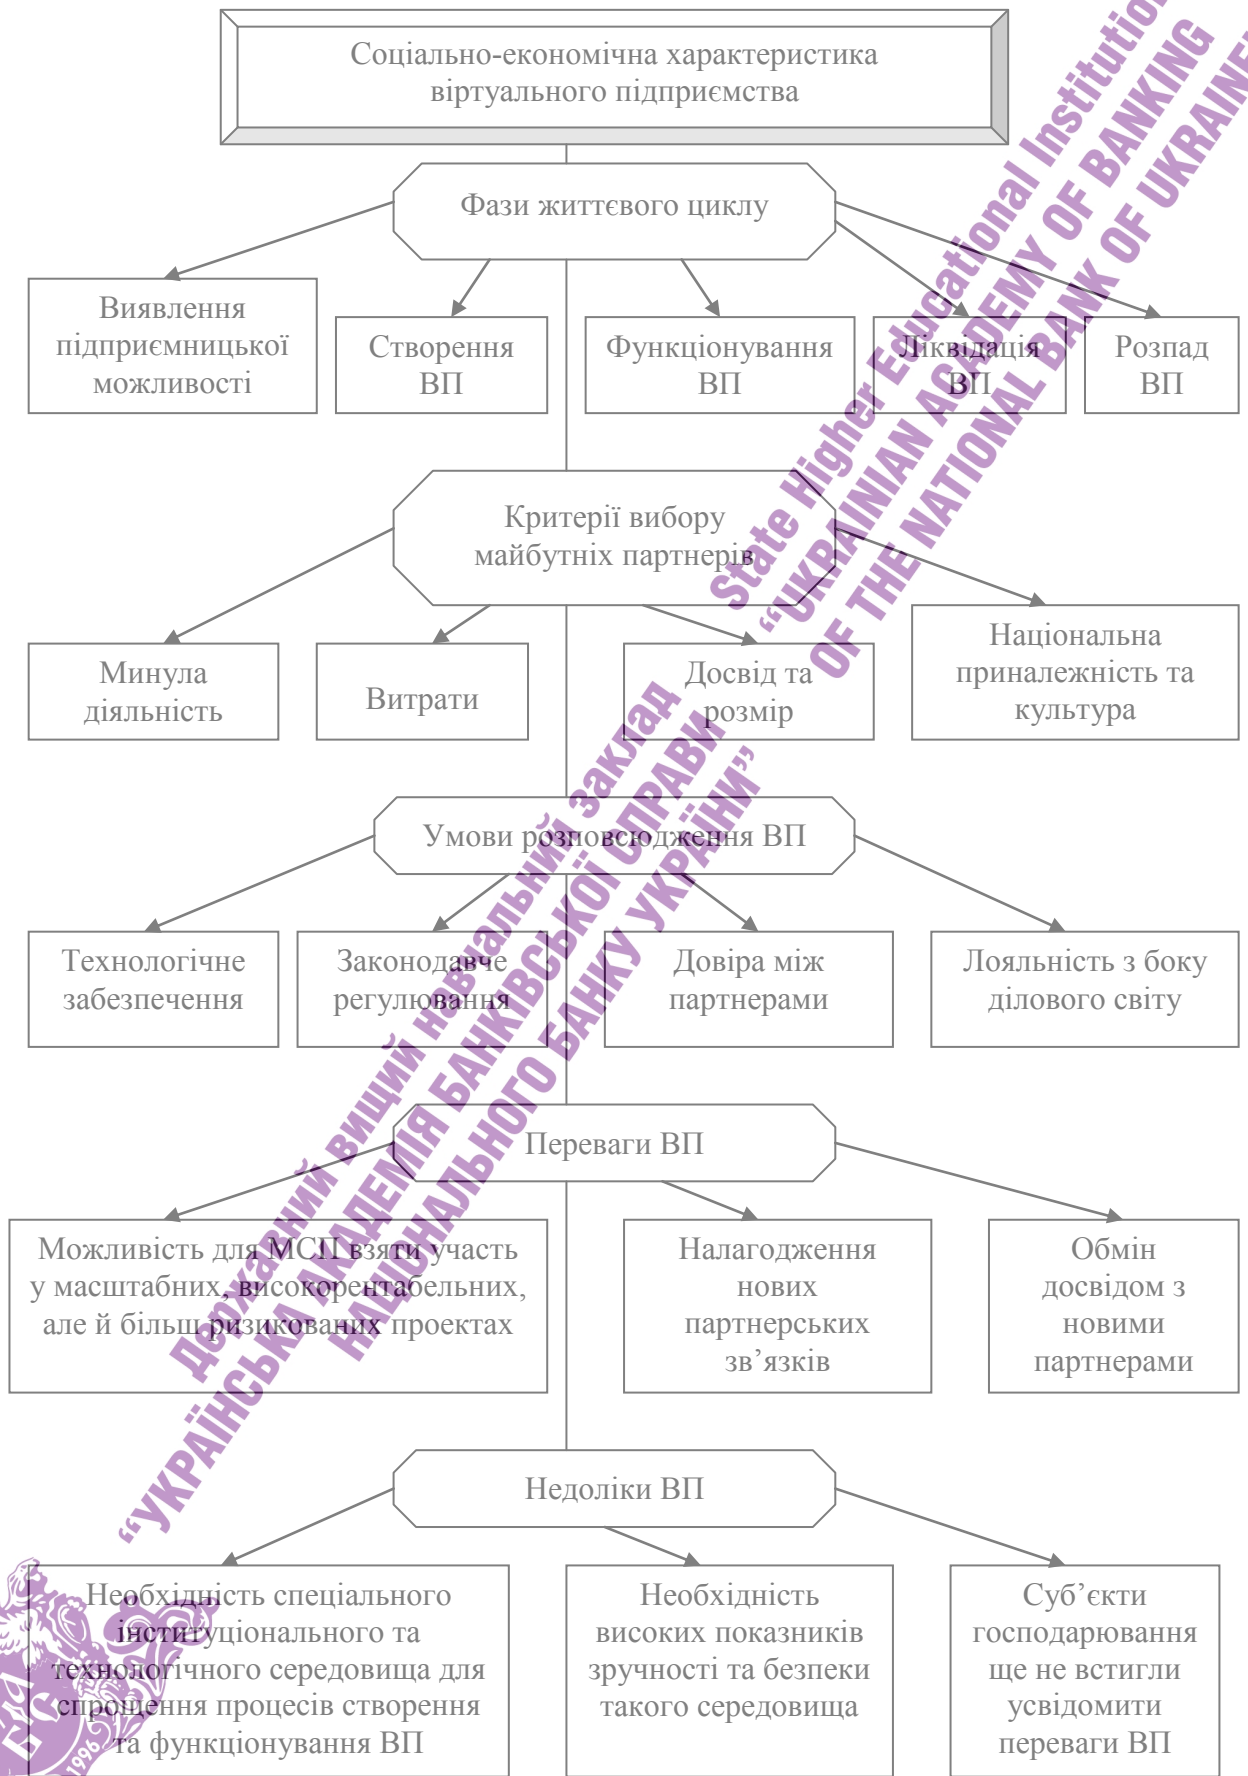 Соціально-економічна характеристика
віртуального підприємства
Фази життєвого циклу
Виявлення
підприємницької
можливості
Створення
ВП
Функціонування
ВП
Ліквідація
ВП
Розпад
ВП
Критерії вибору
майбутніх партнерів
Минула
діяльність
Витрати
Досвід та
розмір
Національна
приналежність та
культура
Умови розповсюдження ВП
Технологічне
забезпечення
Законодавче
регулювання
Довіра між
партнерами
Лояльність з боку
ділового світу
Переваги ВП
Можливість для МСП взяти участь
у масштабних, високорентабельних,
але й більш ризикованих проектах
Налагодження
нових
партнерських
зв’язків
Обмін
досвідом з
новими
партнерами
Недоліки ВП
Необхідність спеціального
інституціонального та
технологічного середовища для
спрощення процесів створення
та функціонування ВП
Необхідність
високих показників
зручності та безпеки
такого середовища
Суб’єкти
господарювання
ще не встигли
усвідомити
переваги ВП
Державний вищий навчальний заклад
“УКРАЇНСЬКА АКАДЕМІЯ БАНКІВСЬКОЇ СПРАВИ
НАЦІОНАЛЬНОГО БАНКУ УКРАЇНИ”
State Higher Educational Institution
“UKRAINIAN ACADEMY OF BANKING
OF THE NATIONAL BANK OF UKRAINE”
1996